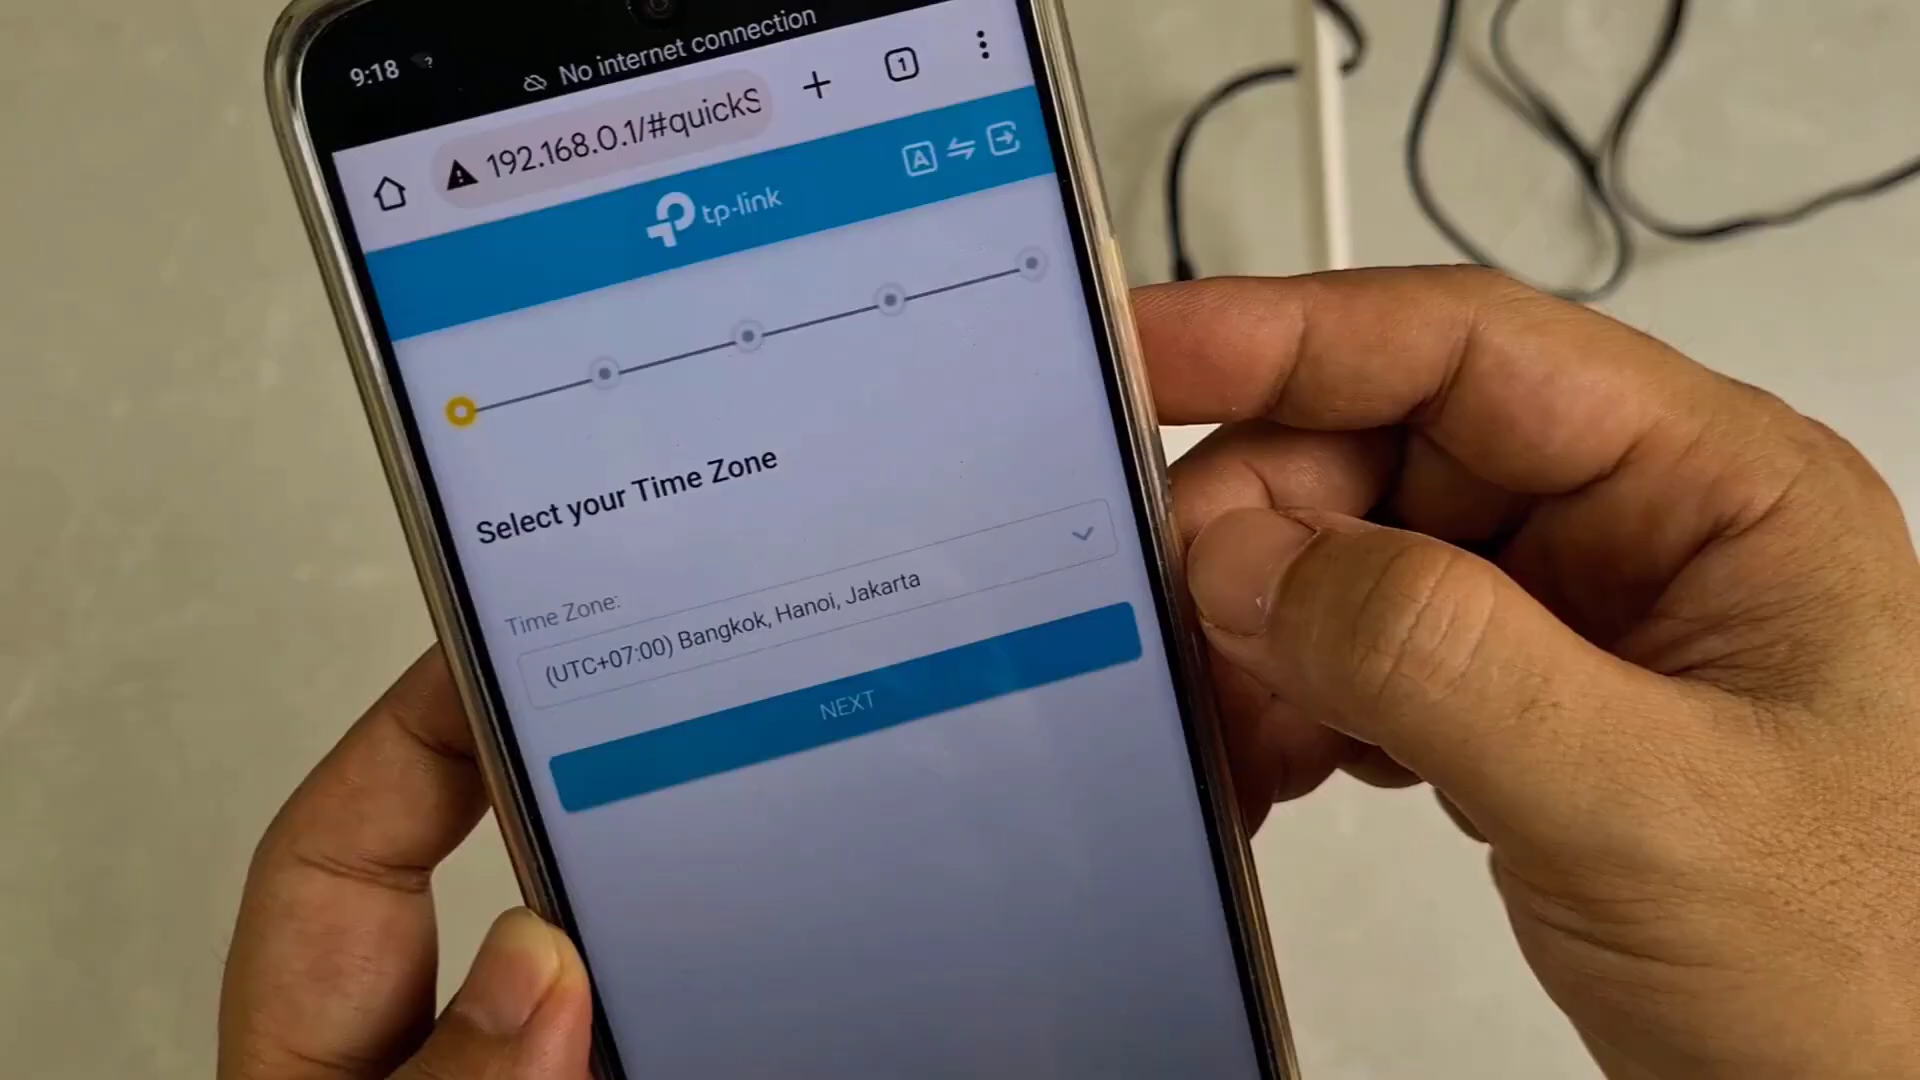 9:18
No internet connection
192.168.0.1/#quickS
1
A
tp-link
Select your Time Zone
Time Zone:
(UTC+07:00) Bangkok, Hanoi, Jakarta
NEXT